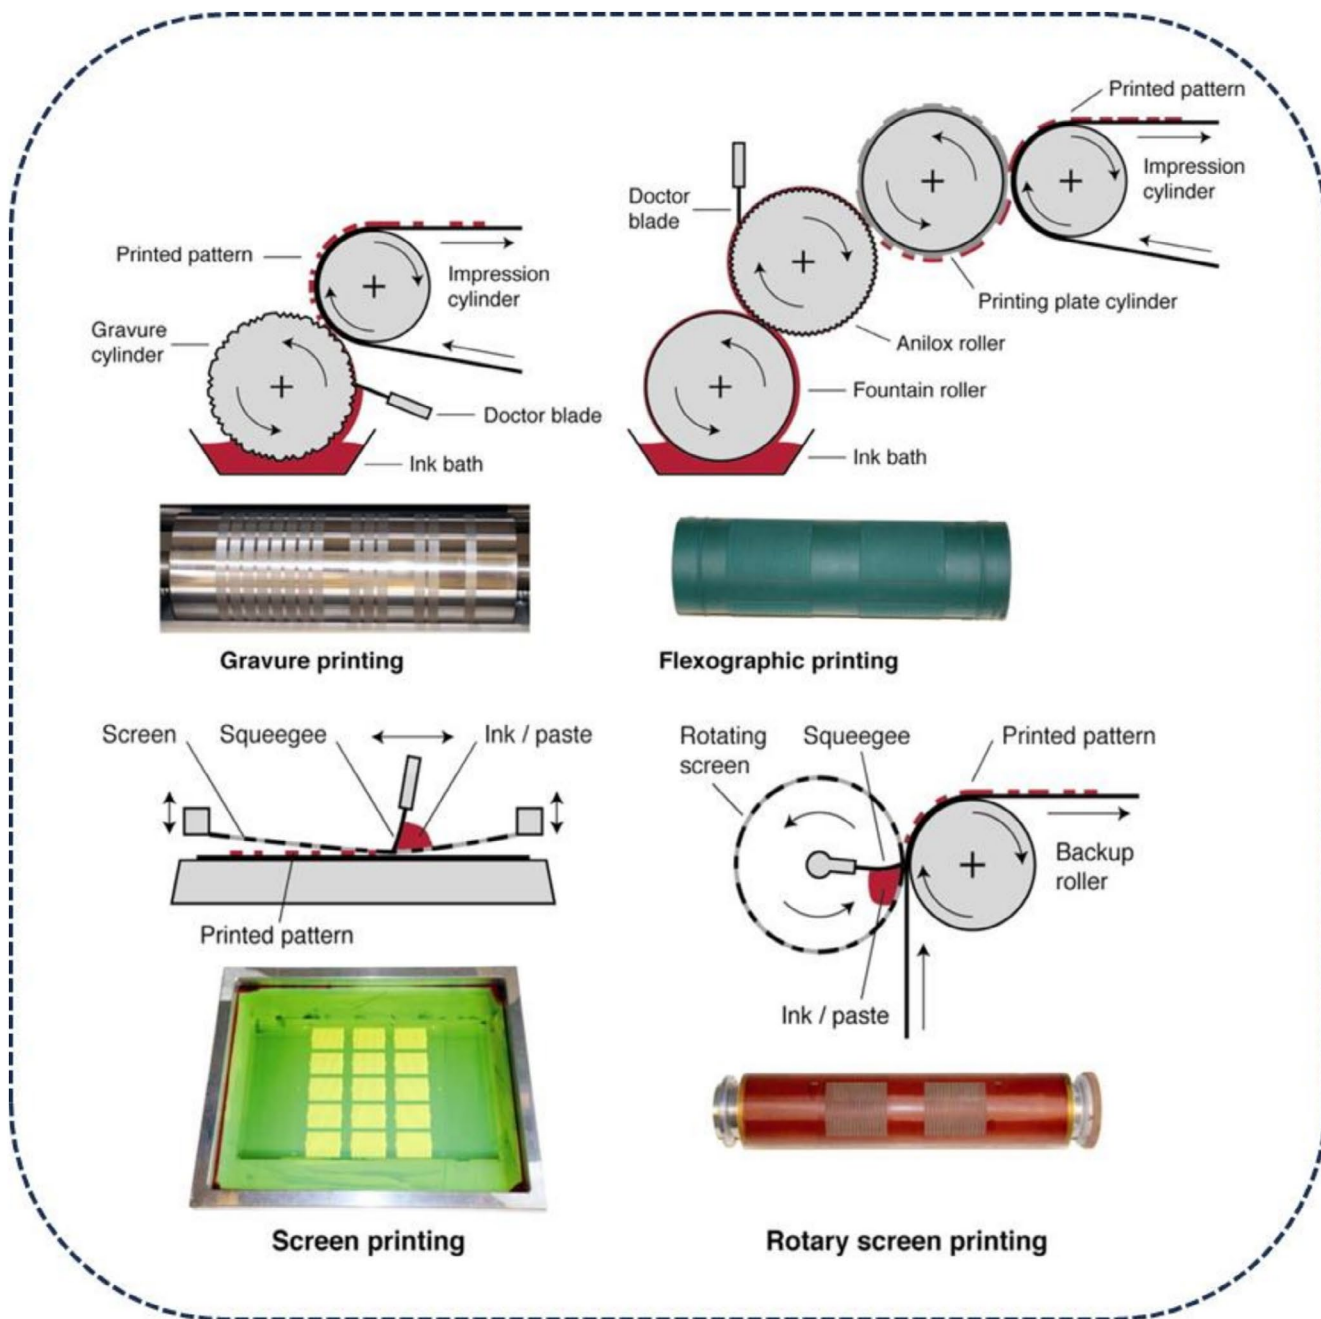 Printed pattern
Impression
cylinder
Gravure
cylinder
Doctor blade
Ink bath
Gravure printing
Printed pattern
Impression
cylinder
Doctor
blade
Printing plate cylinder
Anilox roller
Fountain roller
Ink bath
Flexographic printing
Screen
Squeegee
Ink / paste
Printed pattern
Screen printing
Rotating
screen
Squeegee
Printed pattern
Backup
roller
Ink / paste
Rotary screen printing